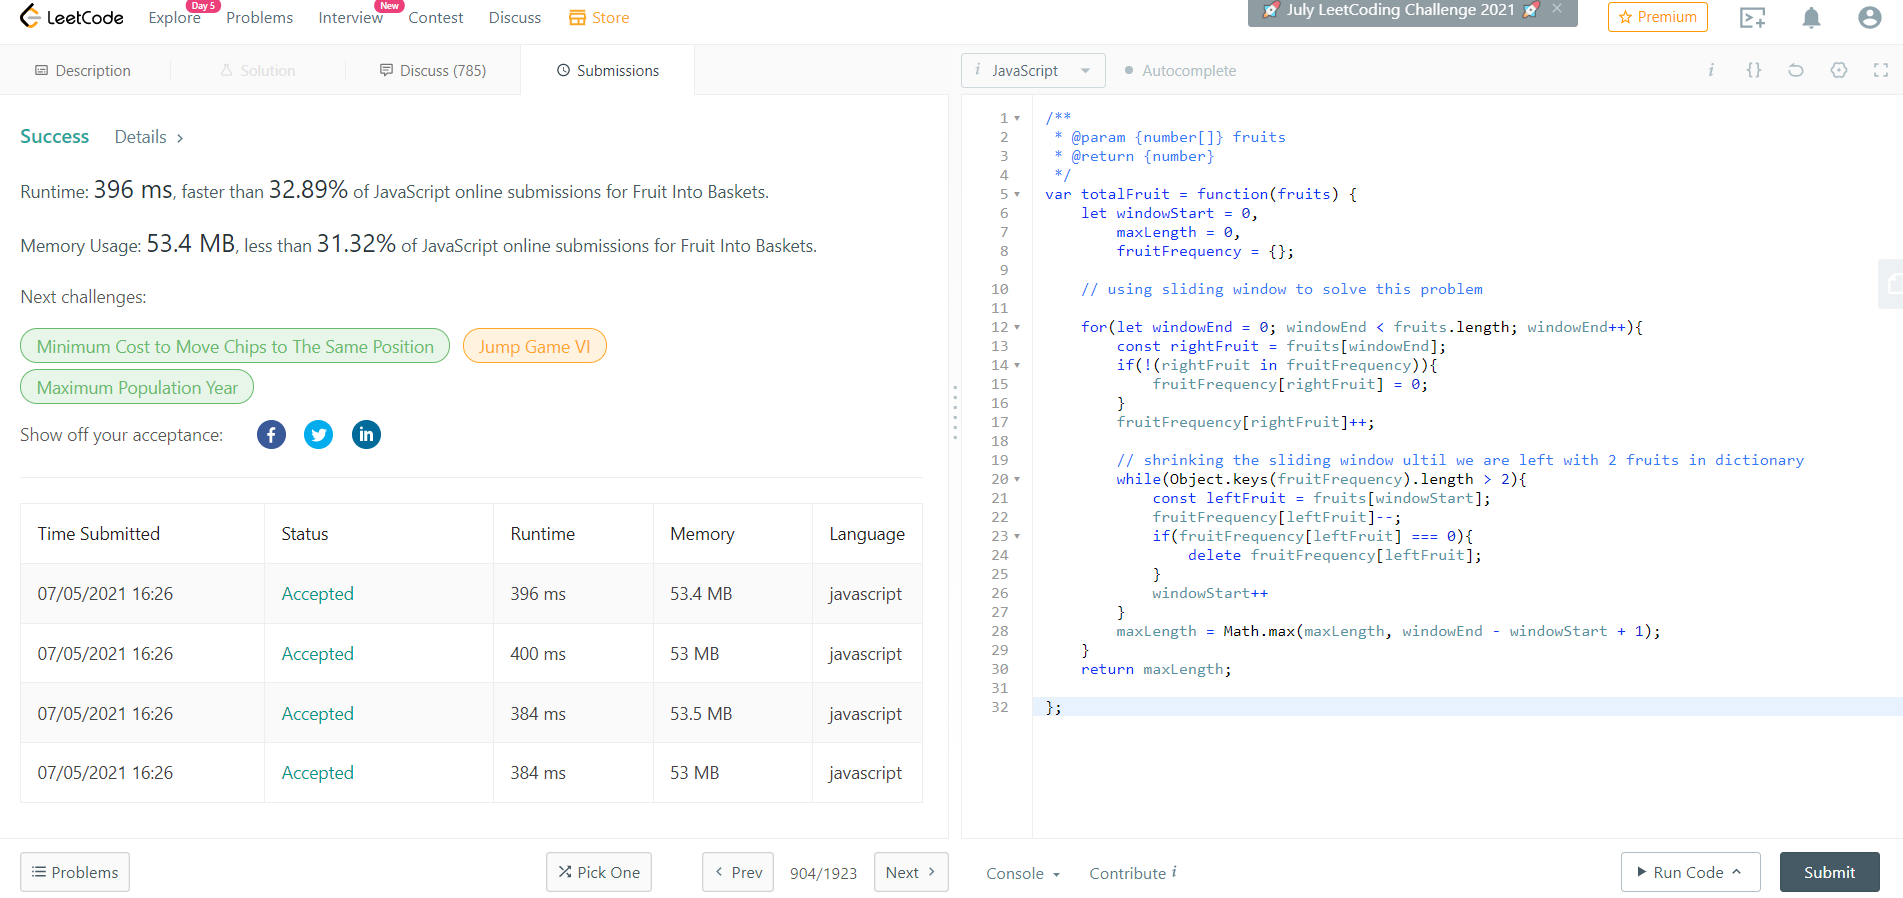 LeetCode
Explore
Day 5
Problems
Interview
New
Contest
Discuss
Store
🚀 July LeetCoding Challenge 2021 🚀 ×
Premium
Description
Solution
Discuss (785)
Submissions
i JavaScript
Autocomplete
i {}
Success Details >
Runtime: 396 ms, faster than 32.89% of JavaScript online submissions for Fruit Into Baskets.
Memory Usage: 53.4 MB, less than 31.32% of JavaScript online submissions for Fruit Into Baskets.
Next challenges:
Minimum Cost to Move Chips to The Same Position
Jump Game VI
Maximum Population Year
Show off your acceptance:
f in
Time Submitted Status Runtime Memory Language
07/05/2021 16:26 Accepted 396 ms 53.4 MB javascript
07/05/2021 16:26 Accepted 400 ms 53 MB javascript
07/05/2021 16:26 Accepted 384 ms 53.5 MB javascript
07/05/2021 16:26 Accepted 384 ms 53 MB javascript
1 /**
2 * @param {number[]} fruits
3 * @return {number}
4 */
5 var totalFruit = function(fruits) {
6 let windowStart = 0,
7 maxLength = 0,
8 fruitFrequency = {};
9
10 // using sliding window to solve this problem
11
12 for(let windowEnd = 0; windowEnd < fruits.length; windowEnd++){
13 const rightFruit = fruits[windowEnd];
14 if(!(rightFruit in fruitFrequency)){
15 fruitFrequency[rightFruit] = 0;
16 }
17 fruitFrequency[rightFruit]++;
18
19 // shrinking the sliding window ultil we are left with 2 fruits in dictionary
20 while(Object.keys(fruitFrequency).length > 2){
21 const leftFruit = fruits[windowStart];
22 fruitFrequency[leftFruit]--;
23 if(fruitFrequency[leftFruit] === 0){
24 delete fruitFrequency[leftFruit];
25 }
26 windowStart++
27 }
28 maxLength = Math.max(maxLength, windowEnd - windowStart + 1);
29 }
30 return maxLength;
31
32 };
Problems
Pick One
< Prev
904/1923
Next >
Console
Contribute i
Run Code
Submit